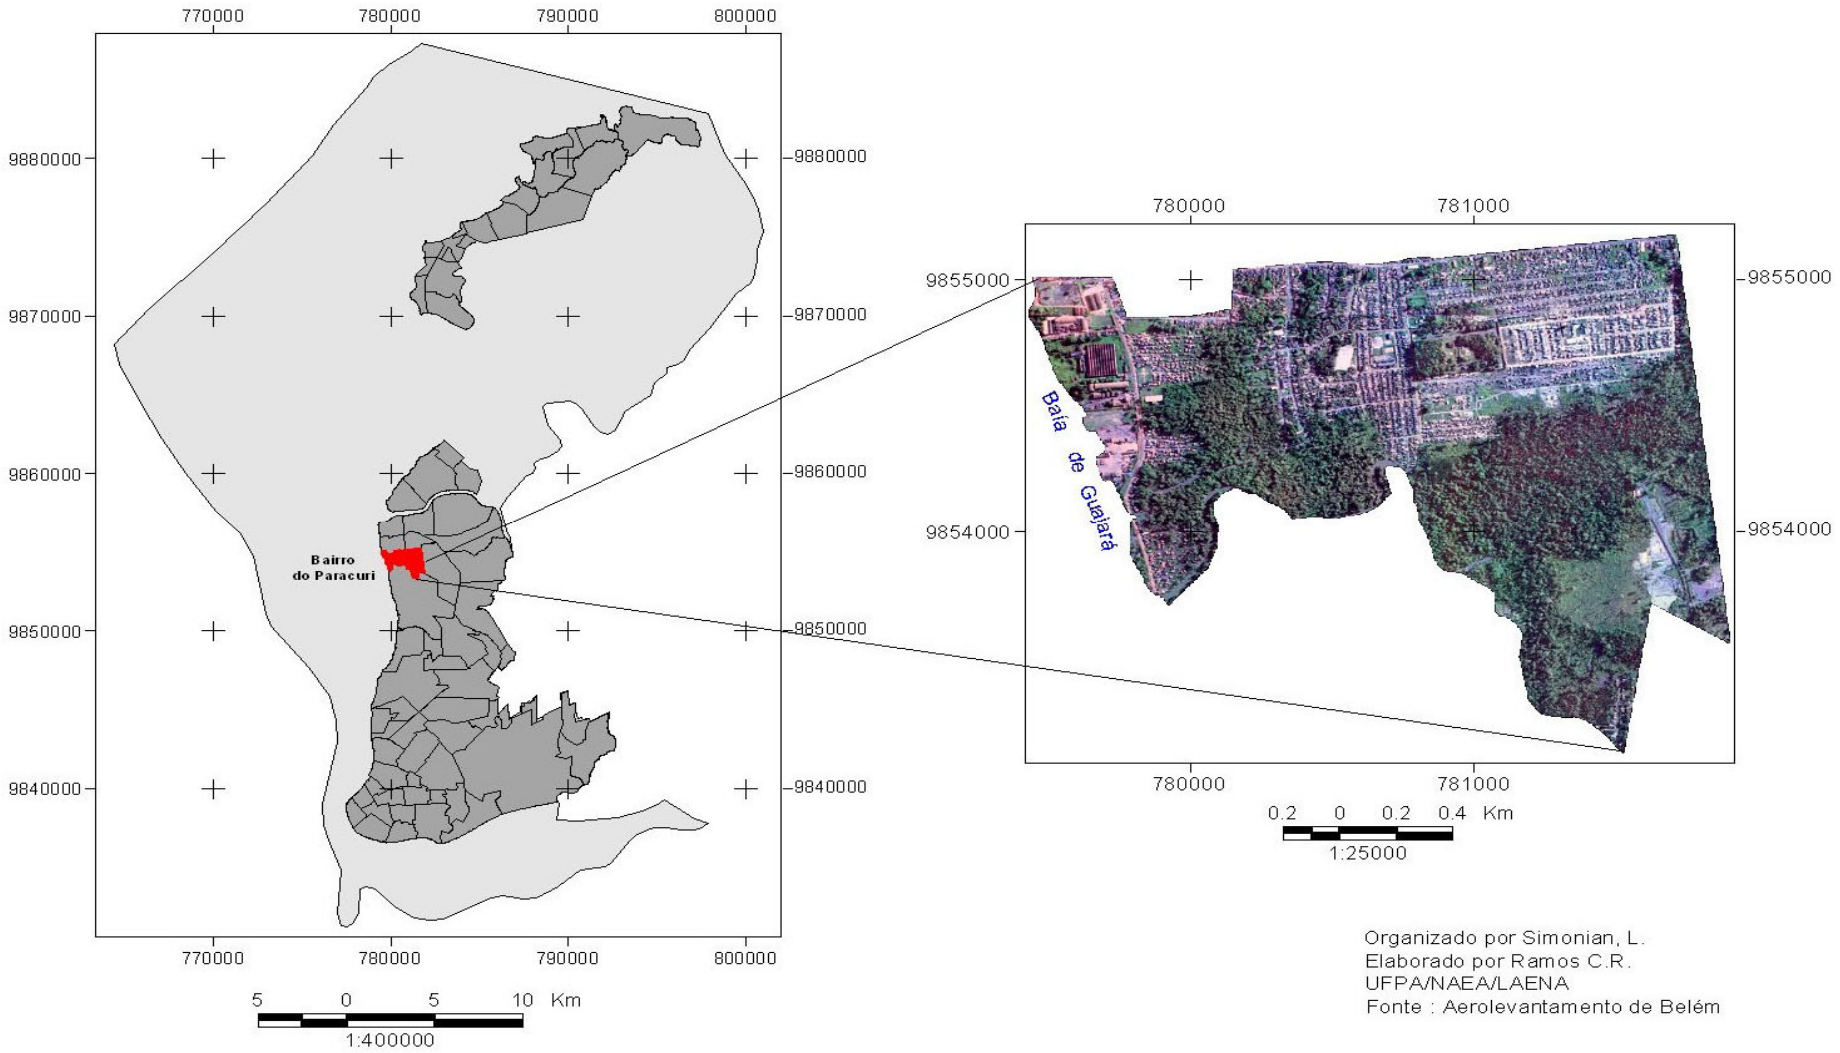 770000 780000 790000 800000
9880000
9870000
9860000
9850000
9840000
9880000
9870000
9860000
9850000
9840000
Bairro
do Paracuri
770000 780000 790000 800000
5 0 5 10 Km
1:400000
780000 781000
9855000
9854000
9855000
9854000
Baía de Guajará
780000 781000
0.2 0 0.2 0.4 Km
1:25000
Organizado por Simonian, L.
Elaborado por Ramos C.R.
UFPA/NAEA/LAENA
Fonte : Aerolevantamento de Belém